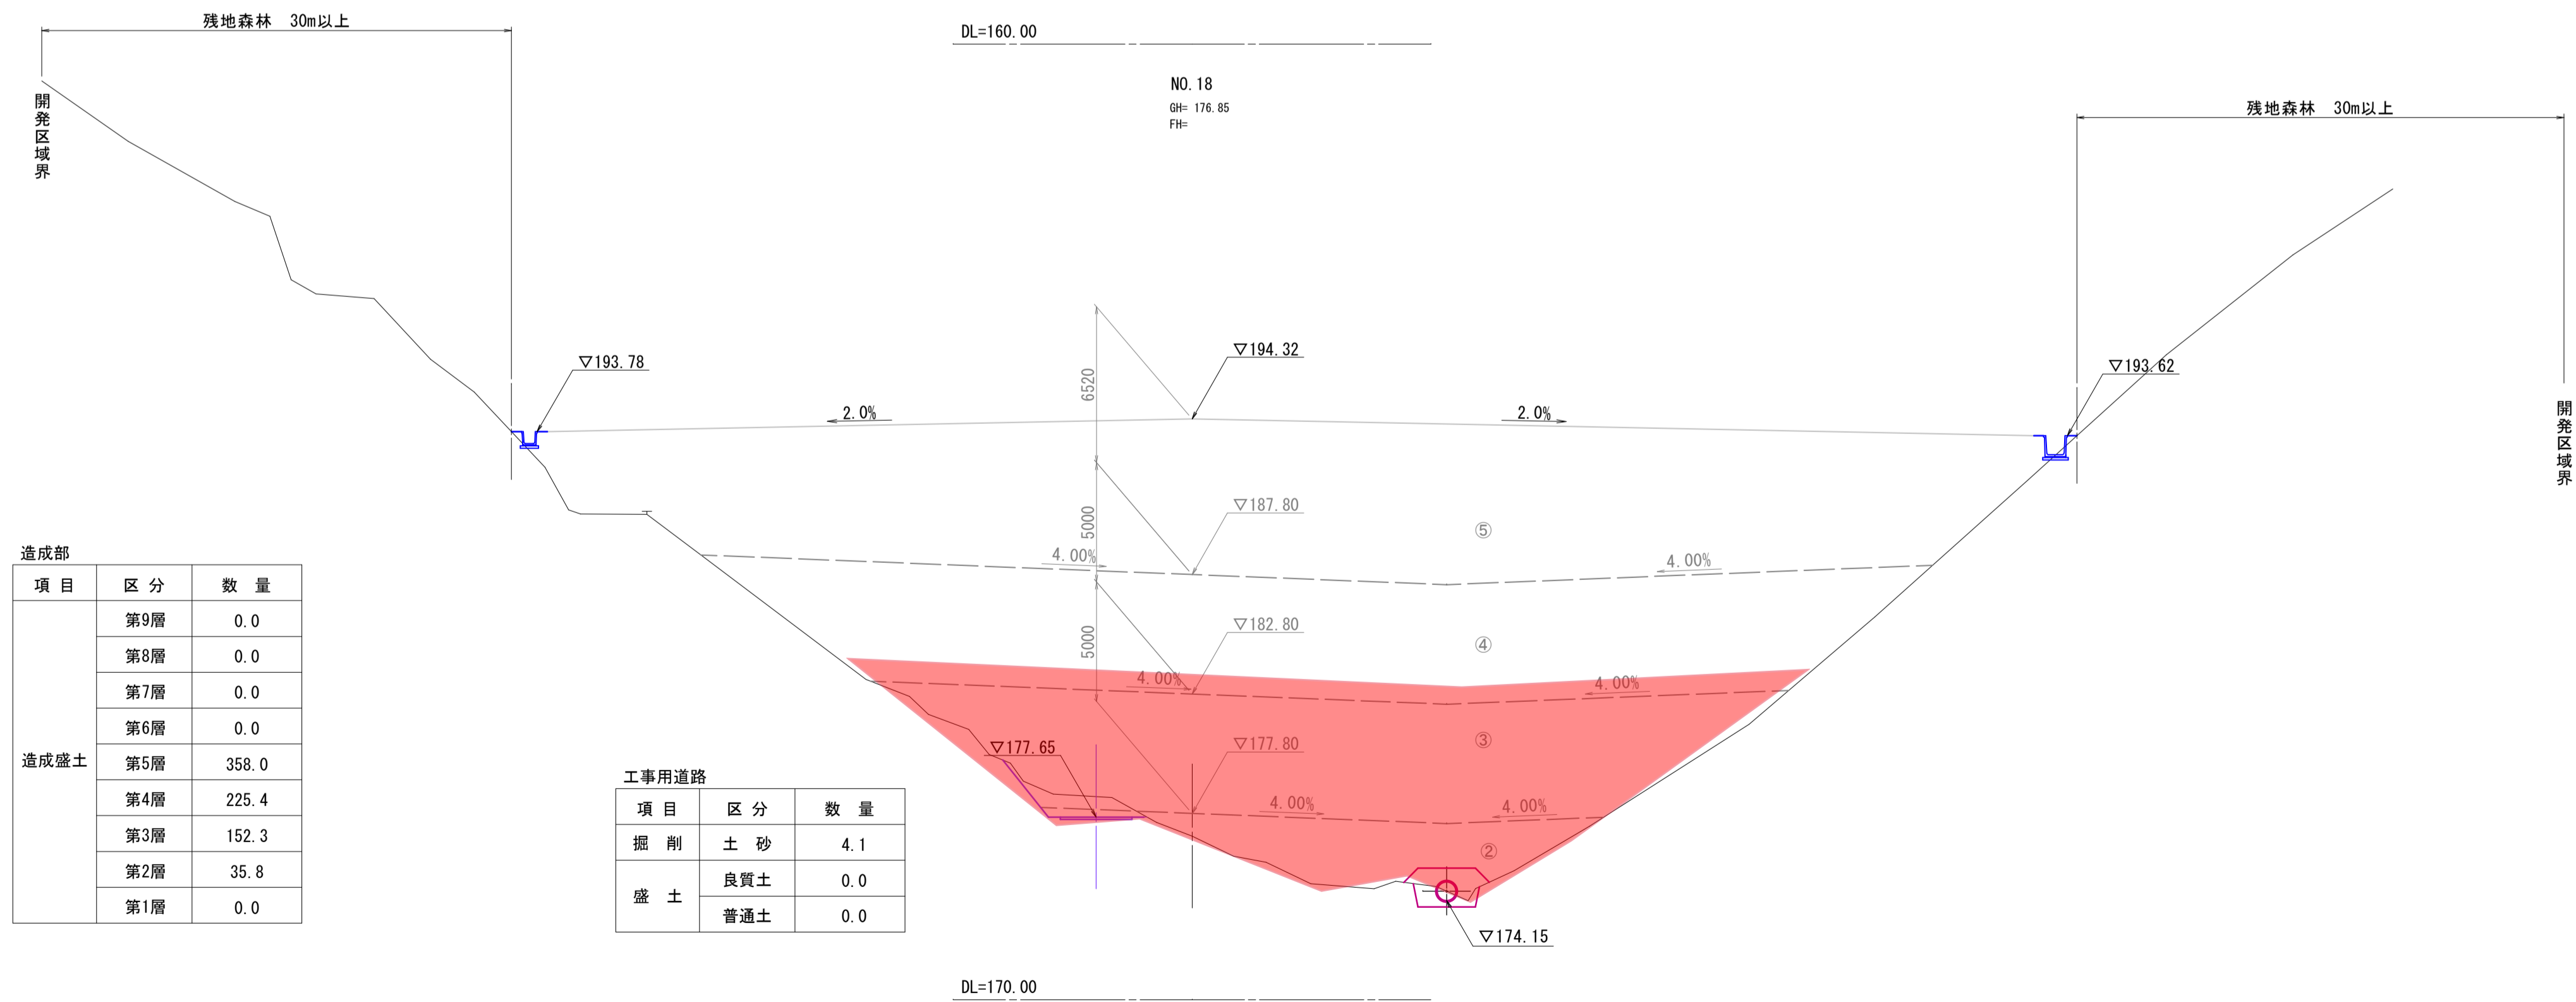 残地森林　30m以上
DL=160.00
NO.18
GH= 176.85
FH=
残地森林　30m以上
開発区域界
開発区域界
▽193.78
▽194.32
▽193.62
2.0%
2.0%
6520
5000
5000
▽187.80
⑤
4.00%
4.00%
▽182.80
④
4.00%
4.00%
▽177.65
▽177.80
③
4.00%
4.00%
②
▽174.15
造成部
項 目 区 分 数　量
造成盛土
第9層 0.0
第8層 0.0
第7層 0.0
第6層 0.0
第5層 358.0
第4層 225.4
第3層 152.3
第2層 35.8
第1層 0.0
工事用道路
項 目 区 分 数　量
掘　削 土　砂 4.1
盛　土 良質土 0.0
普通土 0.0
DL=170.00